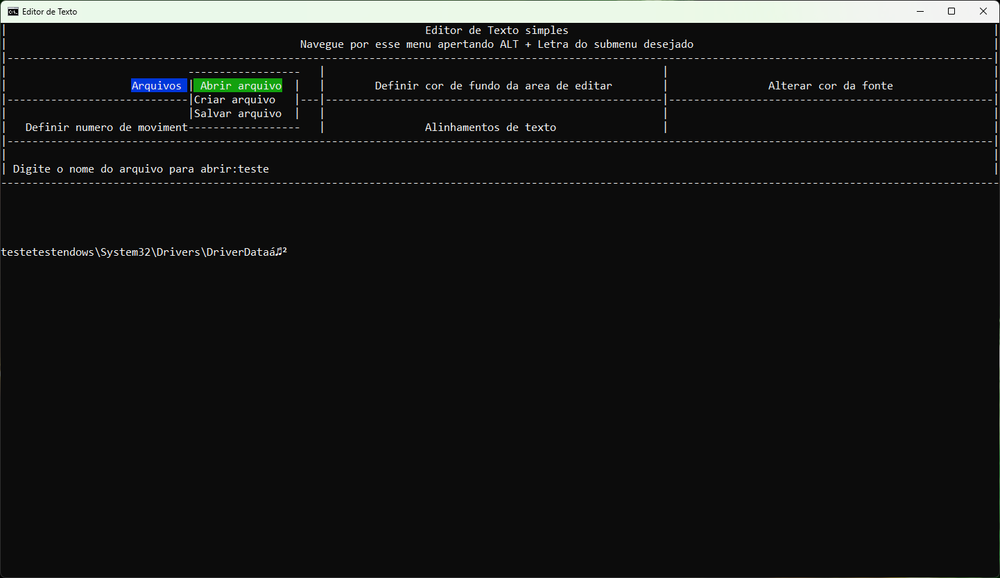 Editor de Texto
Editor de Texto simples
Navegue por esse menu apertando ALT + Letra do submenu desejado
Arquivos | Abrir arquivo | | Definir cor de fundo da area de editar | Alterar cor da fonte
Criar arquivo
Salvar arquivo
Definir numero de moviment------------------ | Alinhamentos de texto
Digite o nome do arquivo para abrir:teste
testetestendows\System32\Drivers\DriverDataá♫²